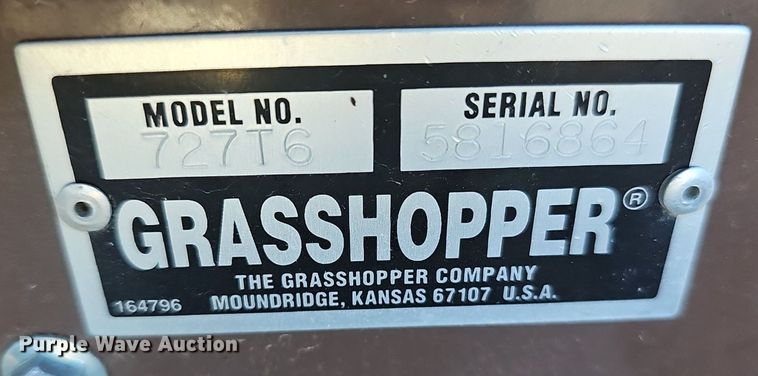 MODEL NO.
727T6
SERIAL NO.
5816864
GRASSHOPPER®
THE GRASSHOPPER COMPANY
164796 MOUNDRIDGE, KANSAS 67107 U.S.A.
Purple Wave Auction